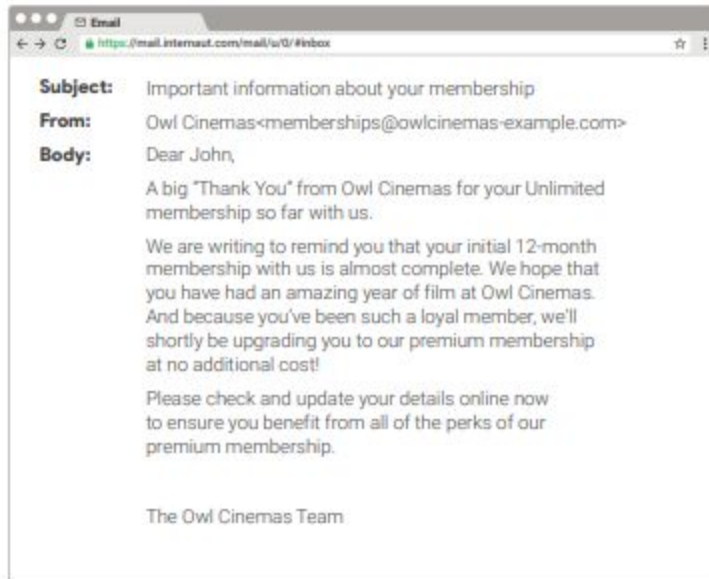 Email
https://mail.internaut.com/mail/u/0/#inbox
Subject: Important information about your membership
From: Owl Cinemas<memberships@owlcinemas-example.com>
Body: Dear John,
A big "Thank You" from Owl Cinemas for your Unlimited
membership so far with us.
We are writing to remind you that your initial 12-month
membership with us is almost complete. We hope that
you have had an amazing year of film at Owl Cinemas.
And because you've been such a loyal member, we'll
shortly be upgrading you to our premium membership
at no additional cost!
Please check and update your details online now
to ensure you benefit from all of the perks of our
premium membership.
The Owl Cinemas Team